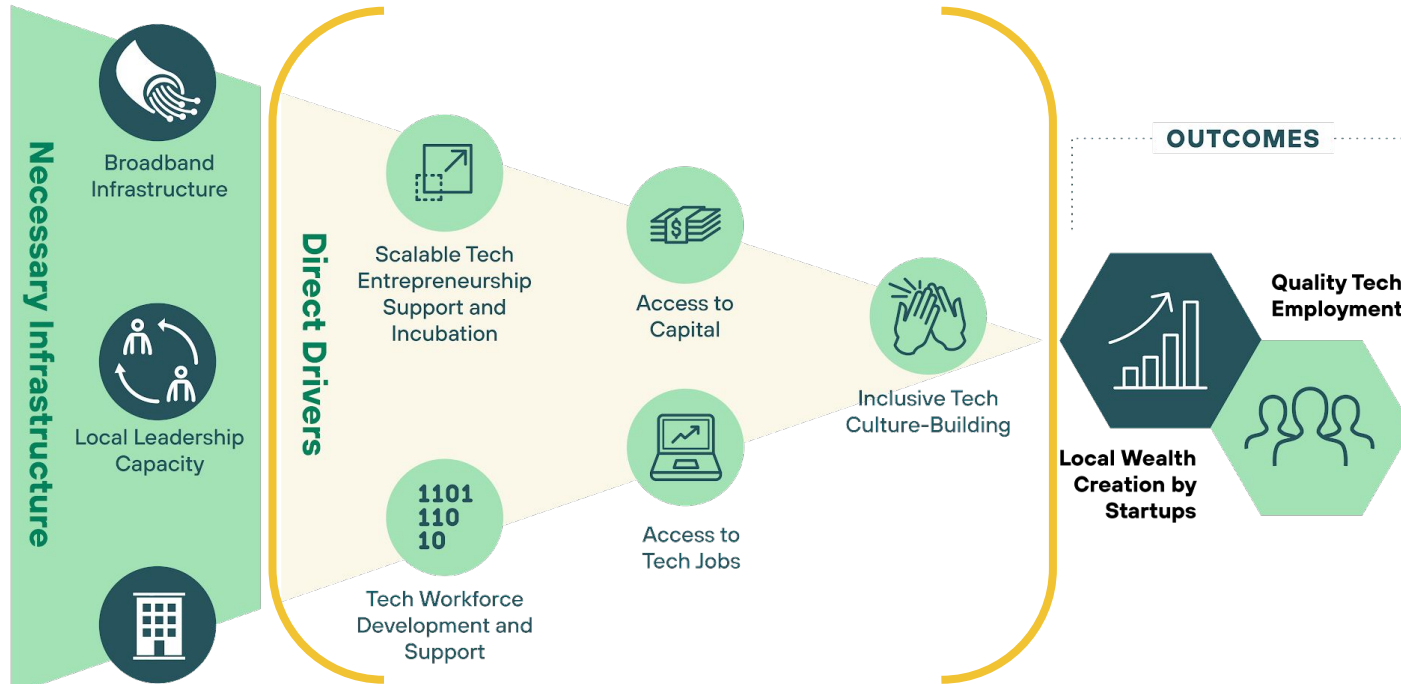 Necessary Infrastructure
Broadband
Infrastructure
Local Leadership
Capacity
Direct Drivers
Scalable Tech
Entrepreneurship
Support and
Incubation
1101
110
10
Tech Workforce
Development and
Support
$
Access to
Capital
Access to
Tech Jobs
Inclusive Tech
Culture-Building
OUTCOMES
Quality Tech
Employment
Local Wealth
Creation by
Startups